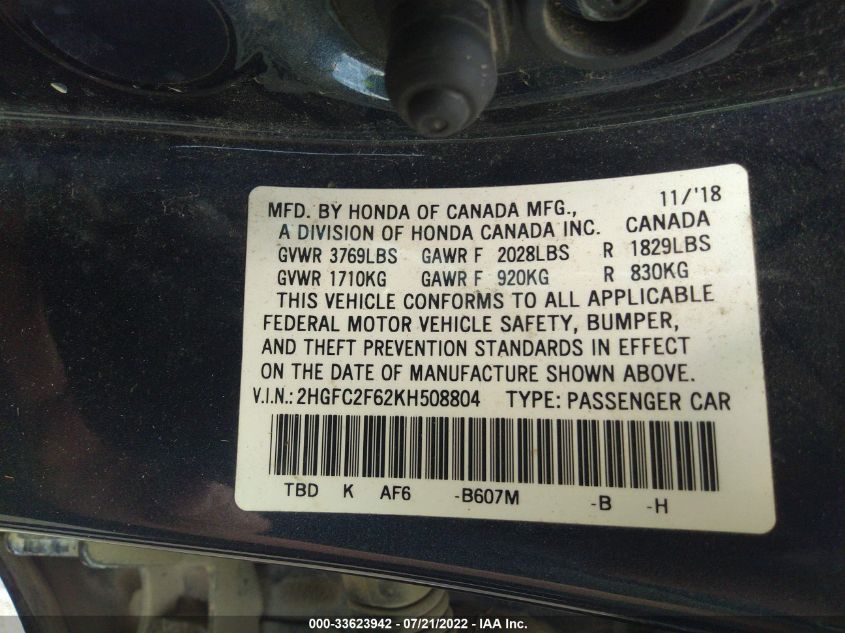 MFD. BY HONDA OF CANADA MFG., 11/'18
A DIVISION OF HONDA CANADA INC. CANADA
GVWR 3769LBS GAWR F 2028LBS R 1829LBS
GVWR 1710KG GAWR F 920KG R 830KG
THIS VEHICLE CONFORMS TO ALL APPLICABLE
FEDERAL MOTOR VEHICLE SAFETY, BUMPER,
AND THEFT PREVENTION STANDARDS IN EFFECT
ON THE DATE OF MANUFACTURE SHOWN ABOVE.
V.I.N.: 2HGFC2F62KH508804 TYPE: PASSENGER CAR
TBD K AF6 -B607M -B -H
000-33623942 - 07/21/2022 - IAA Inc.